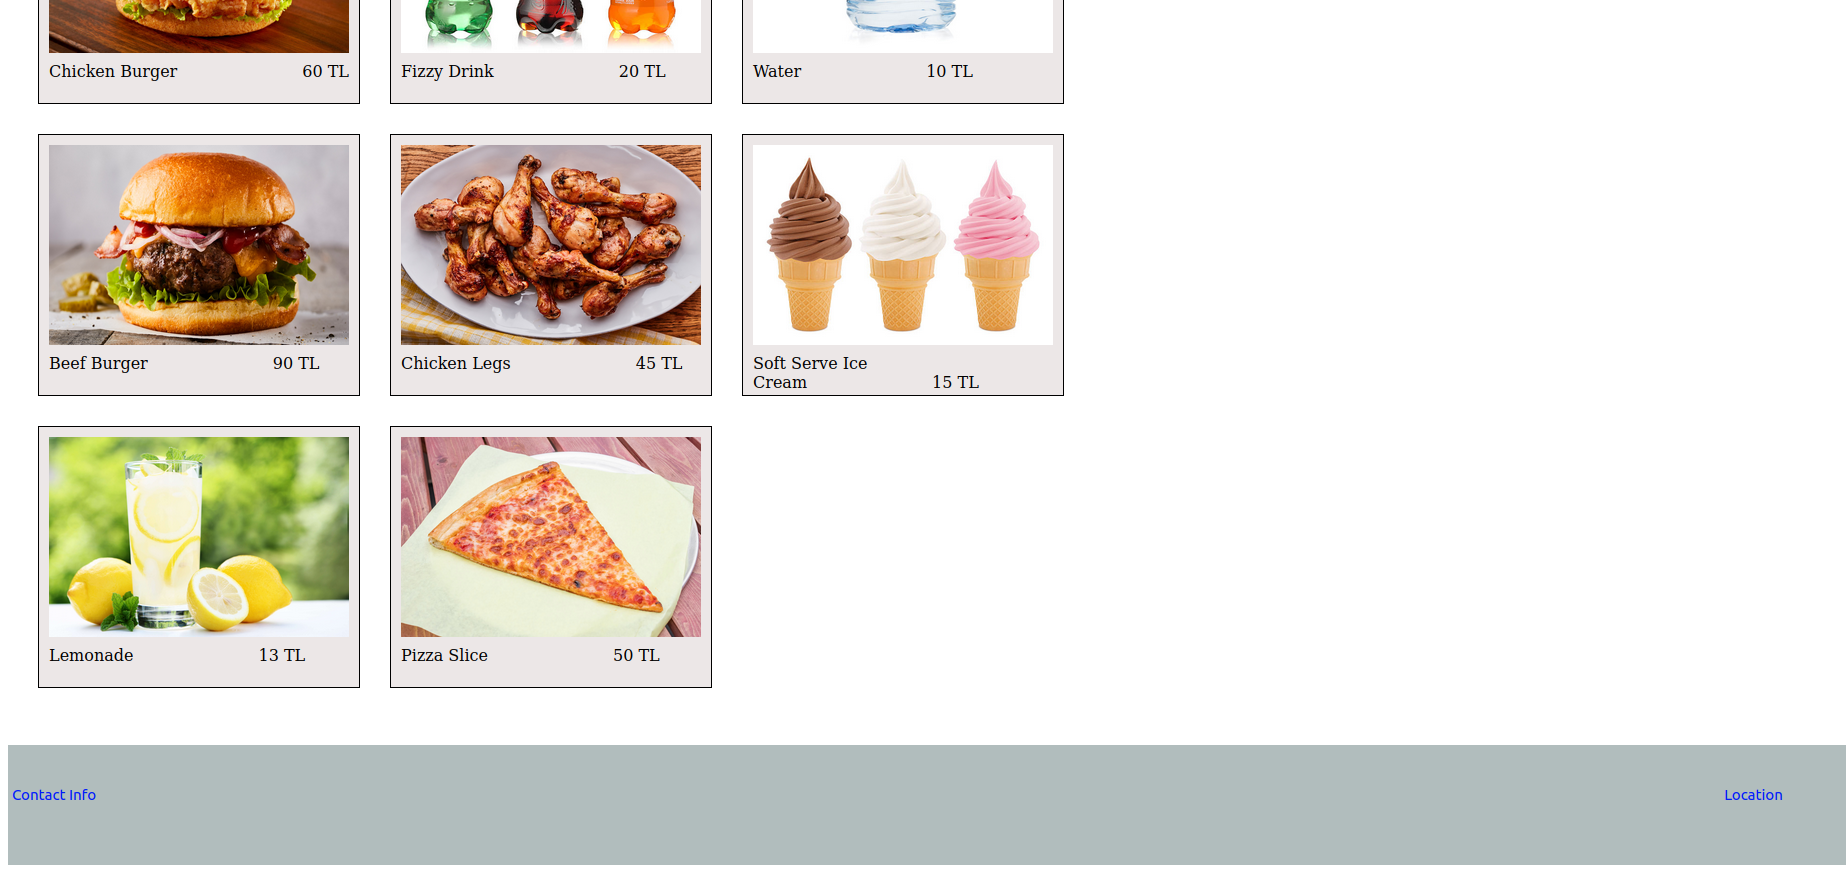 Chicken Burger 60 TL
Fizzy Drink 20 TL
Water 10 TL
Beef Burger 90 TL
Chicken Legs 45 TL
Soft Serve Ice
Cream 15 TL
Lemonade 13 TL
Pizza Slice 50 TL
Contact Info
Location